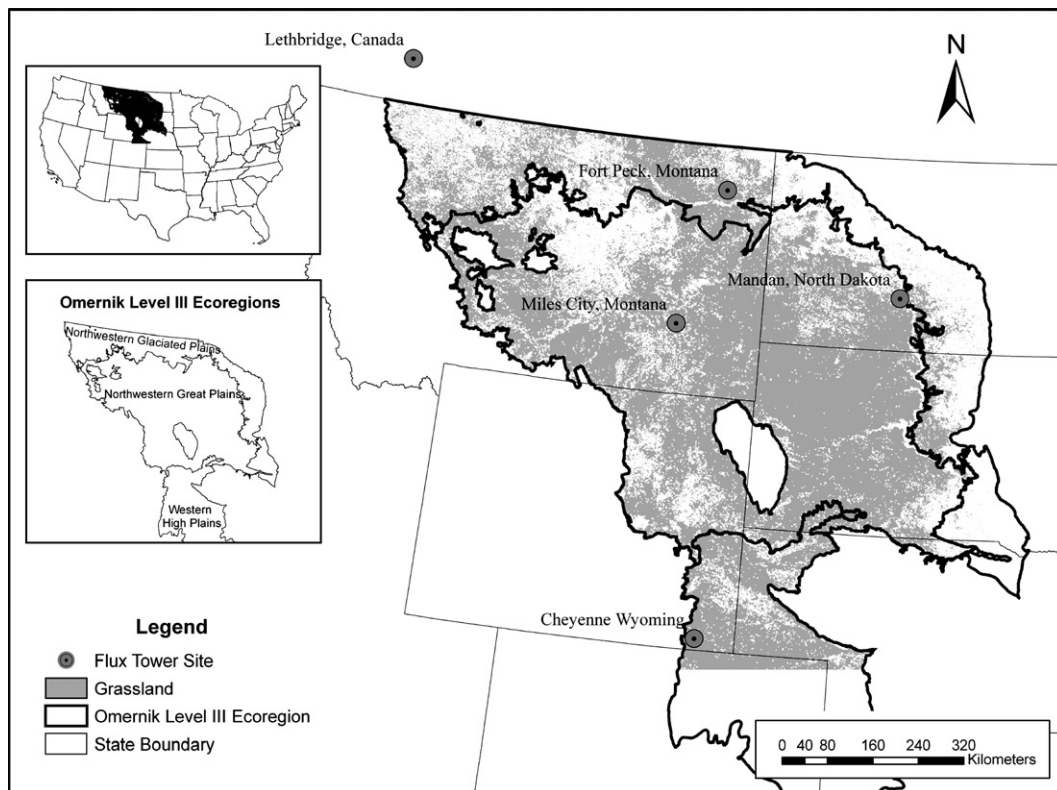 Lethbridge, Canada
N
Fort Peck, Montana
Mandan, North Dakota
Miles City, Montana
Cheyenne Wyoming
Omernik Level III Ecoregions
Northwestern Glaciated Plains
Northwestern Great Plains
Western
High Plains
Legend
Flux Tower Site
Grassland
Omernik Level III Ecoregion
State Boundary
0 40 80 160 240 320
Kilometers